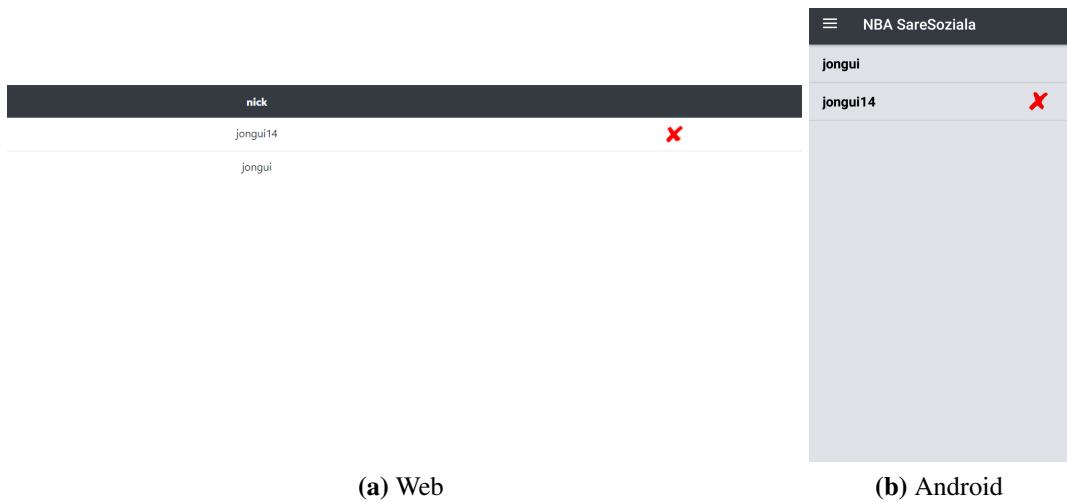 nick
jongui14
jongui
(a) Web
NBA SareSoziala
jongui
jongui14
(b) Android